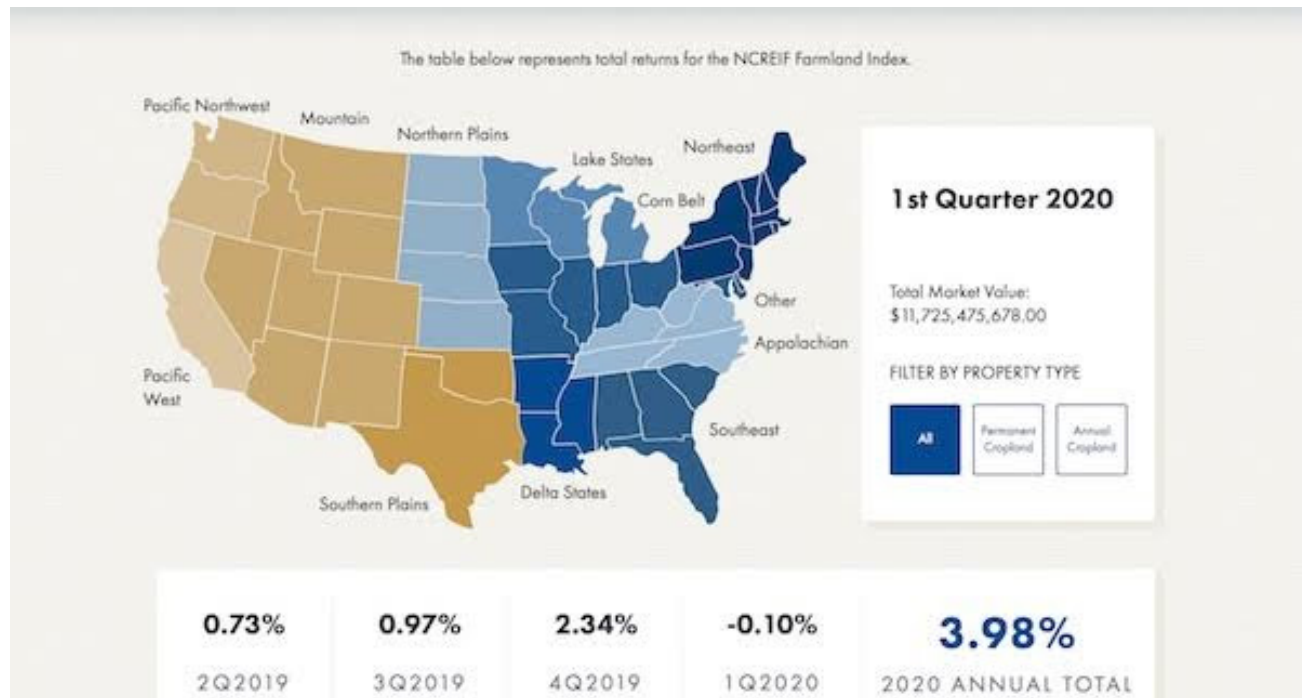 The table below represents total returns for the NCREIF Farmland Index.
Pacific Northwest
Mountain
Northern Plains
Lake States
Northeast
Corn Belt
Other
Appalachian
Pacific
West
Southeast
Delta States
Southern Plains
1st Quarter 2020
Total Market Value:
$11,725,475,678.00
FILTER BY PROPERTY TYPE
All
Permanent
Cropland
Annual
Cropland
0.73%
2Q2019
0.97%
3Q2019
2.34%
4Q2019
-0.10%
1Q2020
3.98%
2020 ANNUAL TOTAL